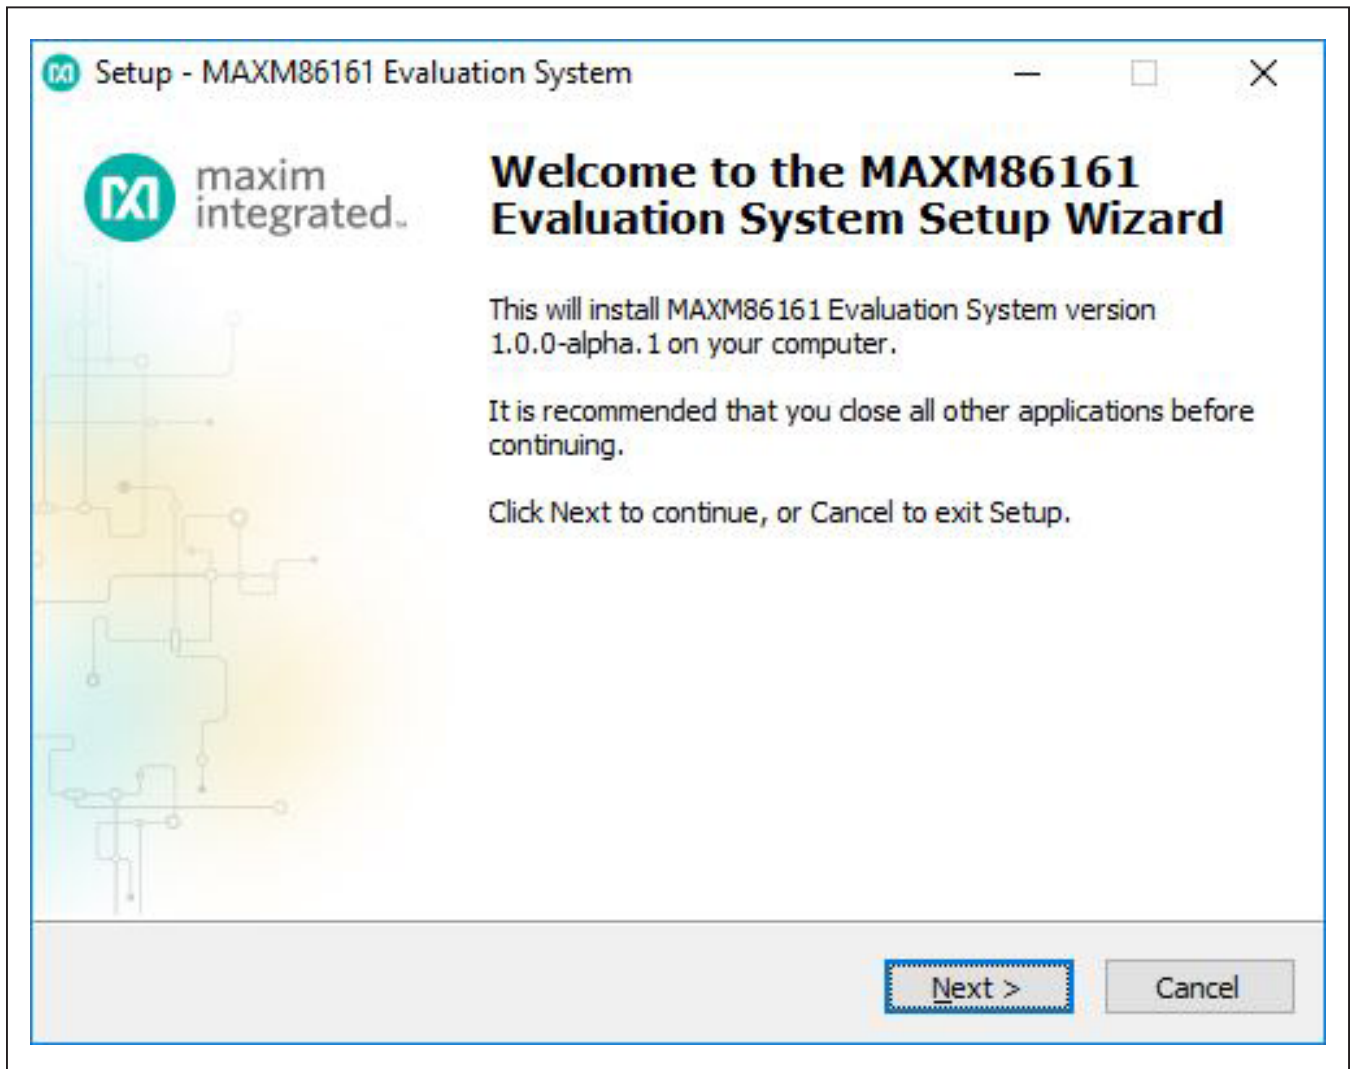 Setup - MAXM86161 Evaluation System
maxim
integrated™
Welcome to the MAXM86161
Evaluation System Setup Wizard
This will install MAXM86161 Evaluation System version
1.0.0-alpha.1 on your computer.
It is recommended that you close all other applications before
continuing.
Click Next to continue, or Cancel to exit Setup.
Next >
Cancel